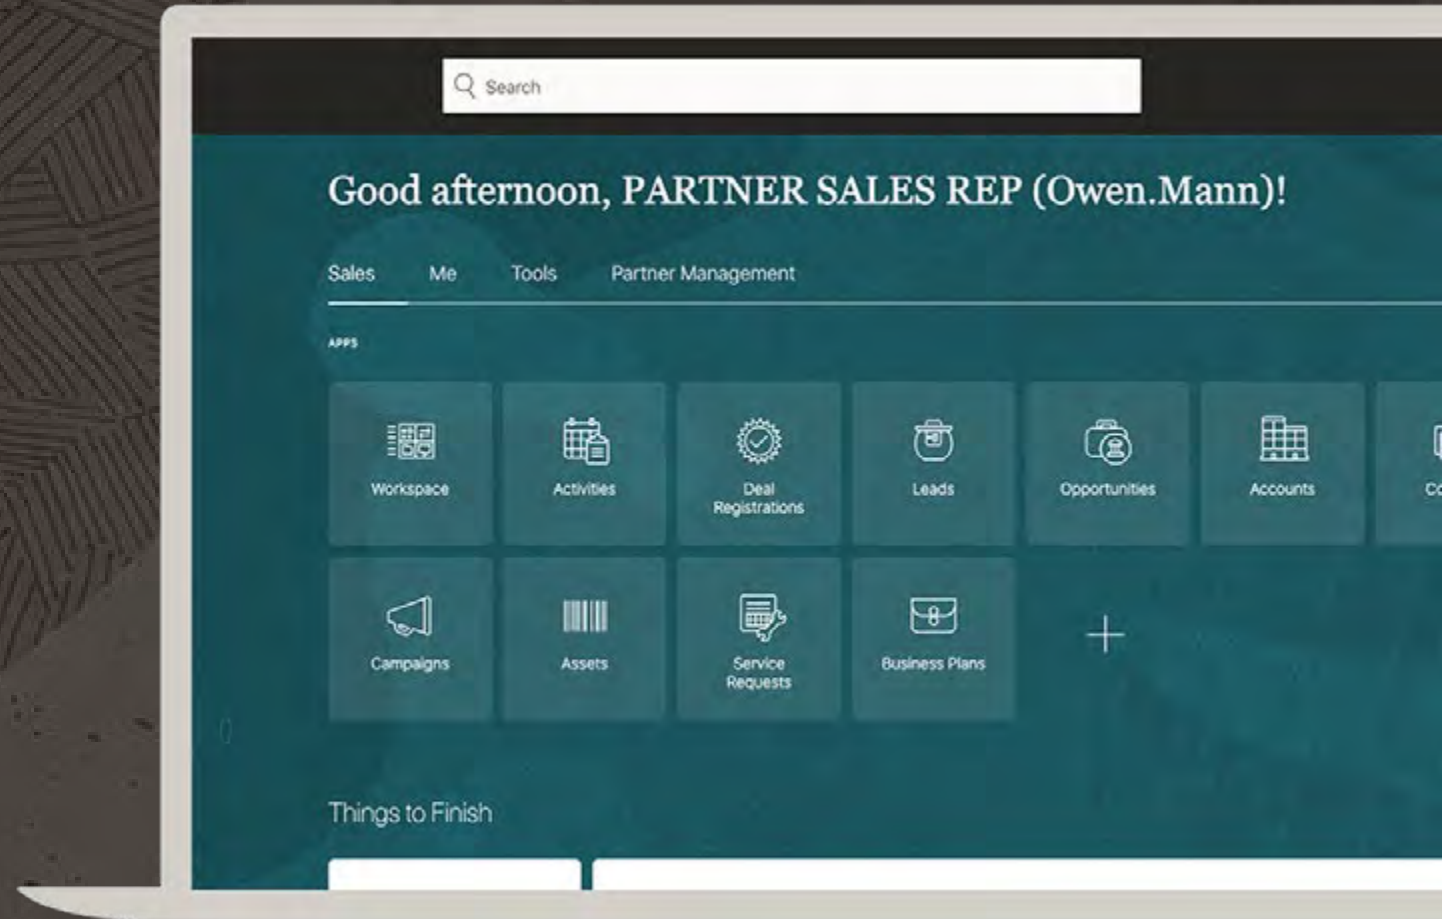 Search
Good afternoon, PARTNER SALES REP (Owen.Mann)!
Sales Me Tools Partner Management
APPS
Workspace Activities Deal Registrations Leads Opportunities Accounts
Campaigns Assets Service Requests Business Plans
Things to Finish